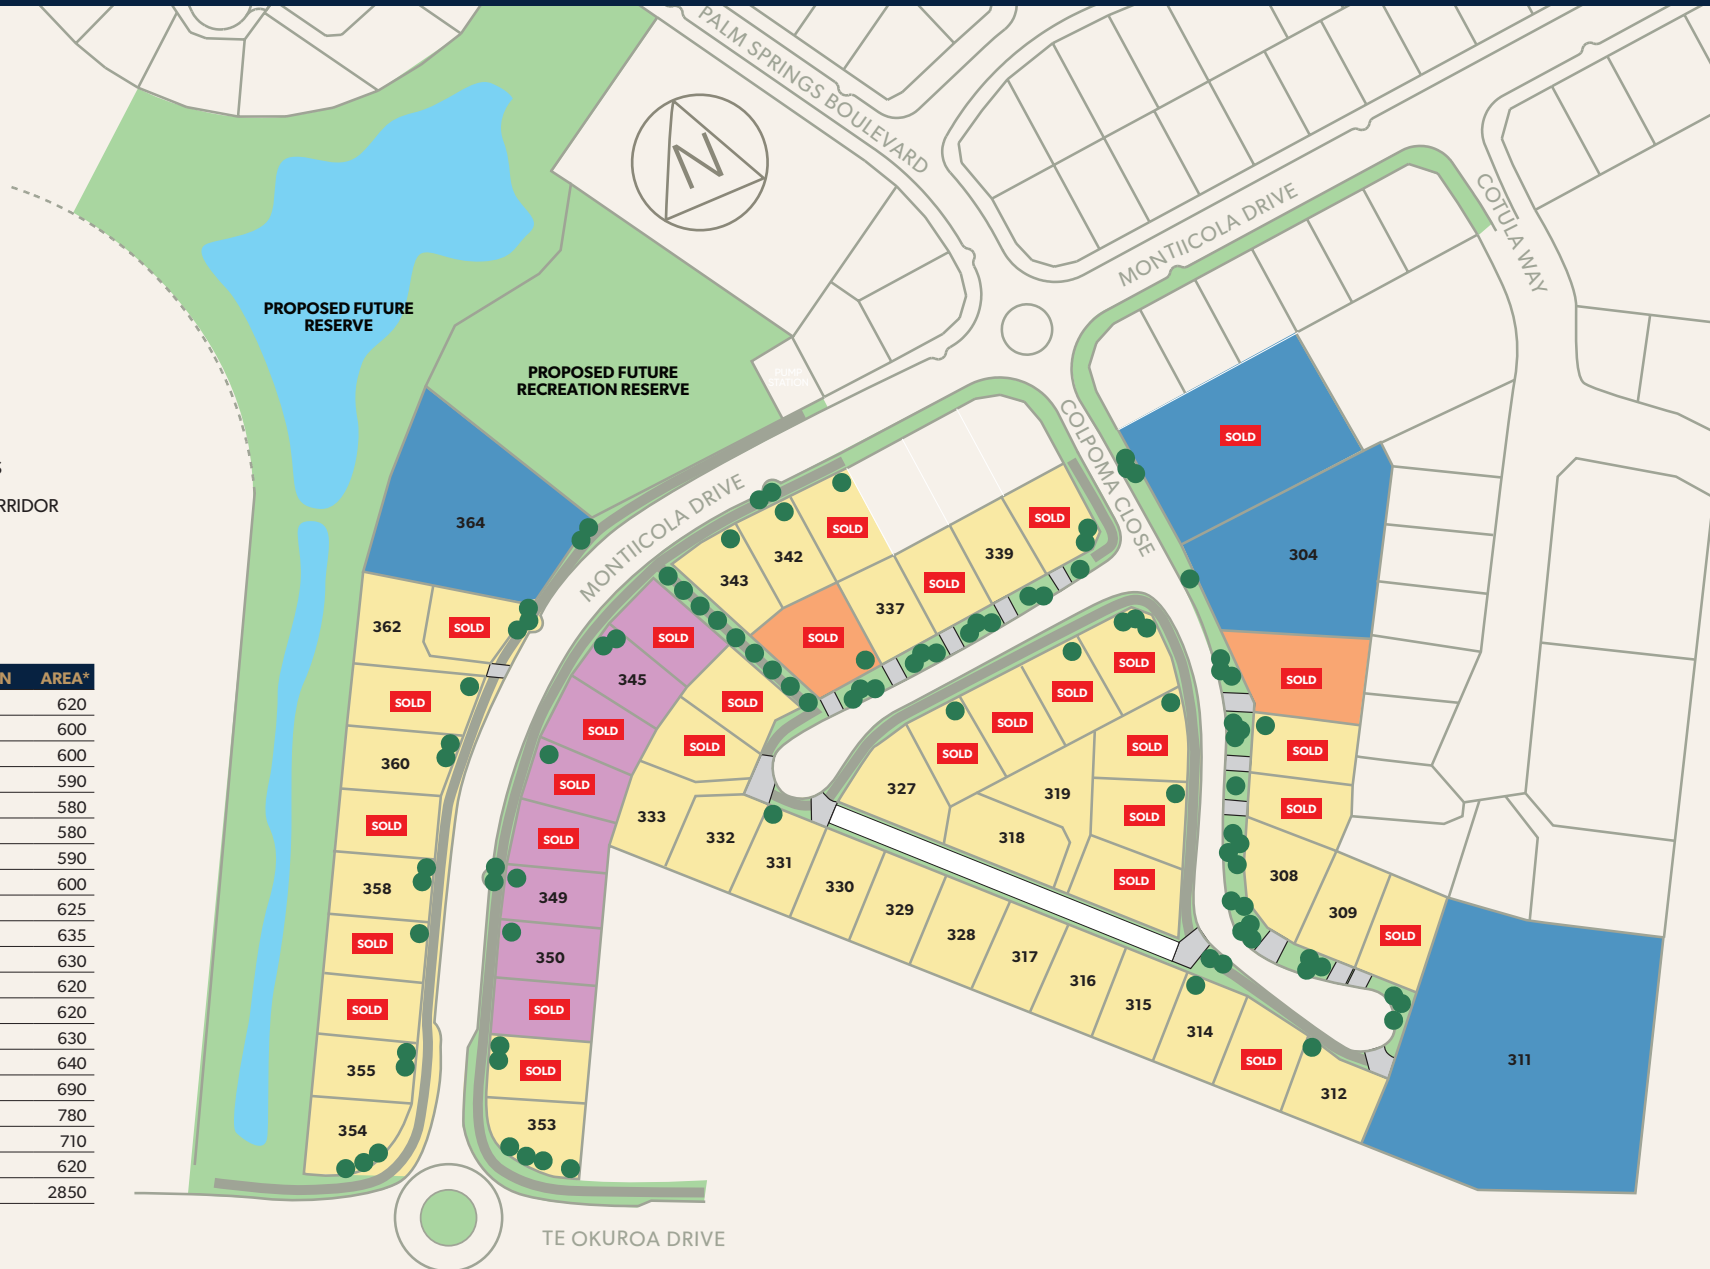 PALM SPRINGS BOULEVARD
N
MONTIICOLA DRIVE
COTULA WAY
PROPOSED FUTURE
RESERVE
PROPOSED FUTURE
RECREATION RESERVE
PUMP
STATION
COLPOMA CLOSE
SOLD
S
RRIDOR
MONTIICOLA DRIVE
364
SOLD
SOLD
342
339
304
343
SOLD
337
362
SOLD
SOLD
SOLD
SOLD
345
SOLD
SOLD
N AREA*
620
600
600
590
580
580
590
600
625
635
630
620
620
630
640
690
780
710
620
2850
SOLD
SOLD
SOLD
SOLD
SOLD
SOLD
SOLD
SOLD
SOLD
360
SOLD
327
319
SOLD
333
SOLD
SOLD
SOLD
332
318
331
SOLD
308
358
330
349
329
309
SOLD
328
SOLD
350
317
316
315
SOLD
SOLD
314
355
SOLD
SOLD
311
312
354
353
TE OKUROA DRIVE